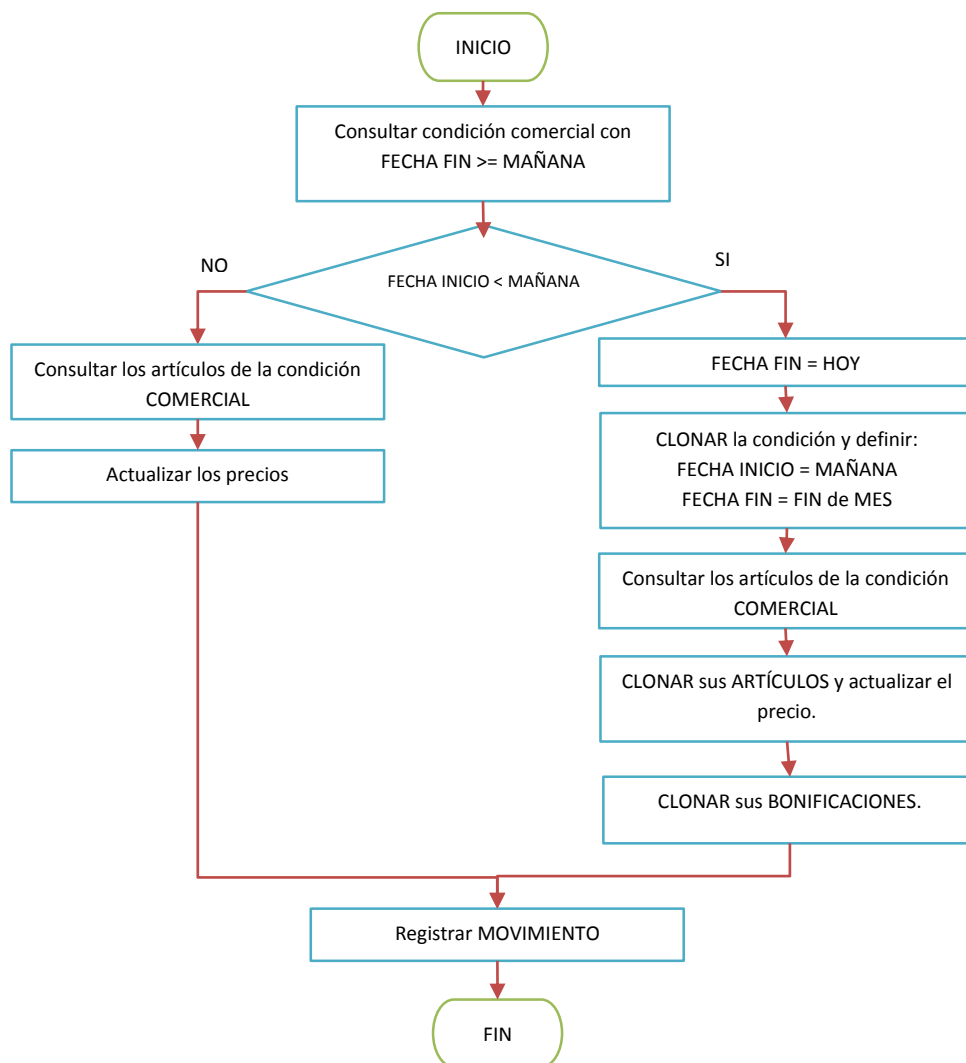 INICIO
Consultar condición comercial con
FECHA FIN >= MAÑANA
FECHA INICIO < MAÑANA
NO
SI
Consultar los artículos de la condición
COMERCIAL
Actualizar los precios
FECHA FIN = HOY
CLONAR la condición y definir:
FECHA INICIO = MAÑANA
FECHA FIN = FIN de MES
Consultar los artículos de la condición
COMERCIAL
CLONAR sus ARTÍCULOS y actualizar el
precio.
CLONAR sus BONIFICACIONES.
Registrar MOVIMIENTO
FIN